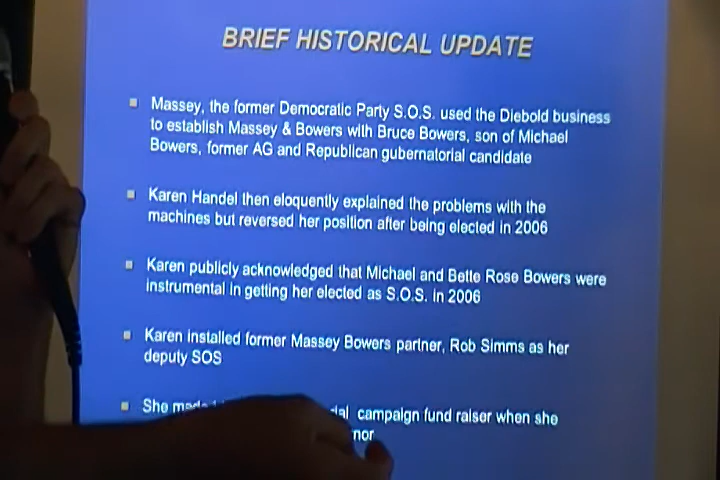 BRIEF HISTORICAL UPDATE
Massey, the former Democratic Party S.O.S. used the Diebold business
to establish Massey & Bowers with Bruce Bowers, son of Michael
Bowers, former AG and Republican gubernatorial candidate
Karen Handel then eloquently explained the problems with the
machines but reversed her position after being elected in 2006
Karen publicly acknowledged that Michael and Bette Rose Bowers were
instrumental in getting her elected as S.O.S. in 2006
Karen installed former Massey Bowers partner, Rob Simms as her
deputy SOS
She made campaign fund raiser when she